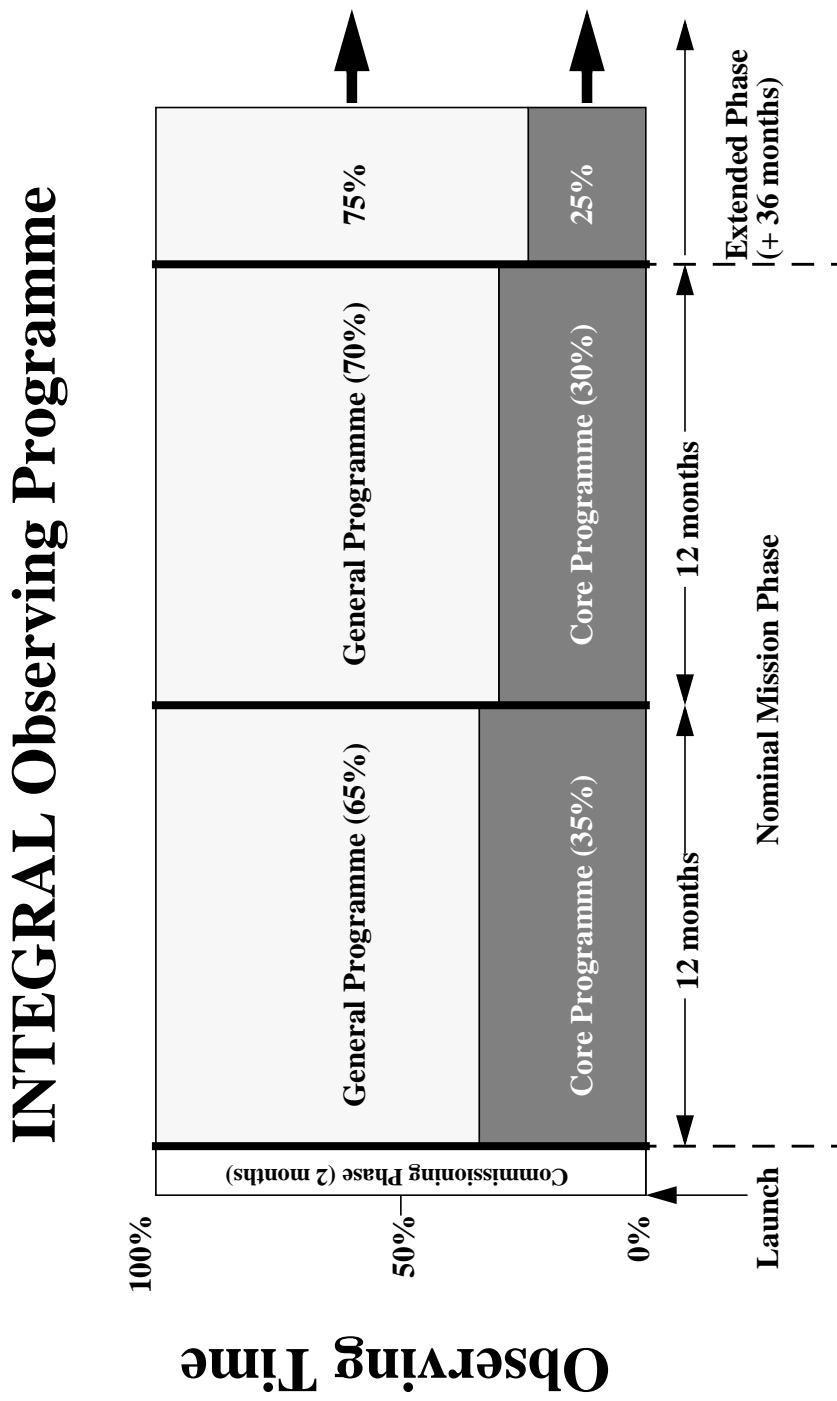 INTEGRAL Observing Programme
Observing Time
100%
50%
0%
Commissioning Phase (2 months)
General Programme (65%)
General Programme (70%)
75%
Core Programme (35%)
Core Programme (30%)
25%
12 months
12 months
Launch
Nominal Mission Phase
Extended Phase
(+ 36 months)